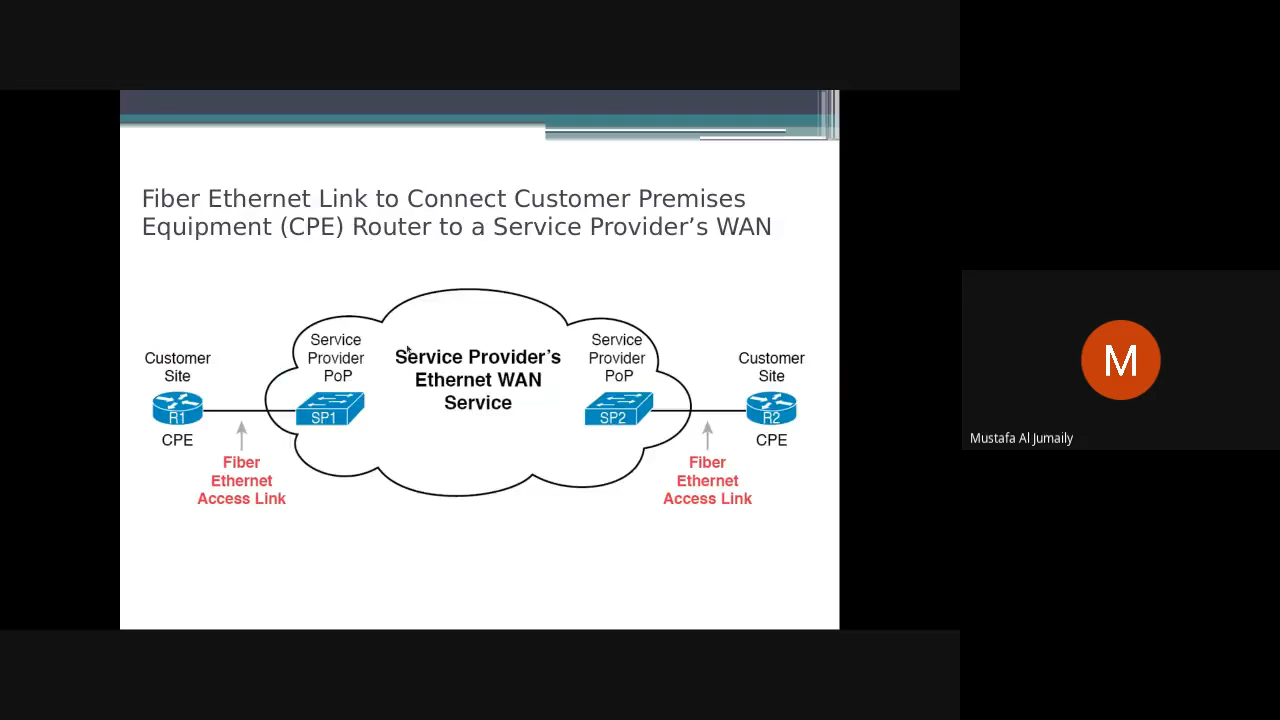 Fiber Ethernet Link to Connect Customer Premises
Equipment (CPE) Router to a Service Provider’s WAN
Customer
Site
R1
CPE
Fiber
Ethernet
Access Link
Service
Provider
PoP
SP1
Service Provider’s
Ethernet WAN
Service
Service
Provider
PoP
SP2
Fiber
Ethernet
Access Link
Customer
Site
R2
CPE
M
Mustafa Al Jumaily